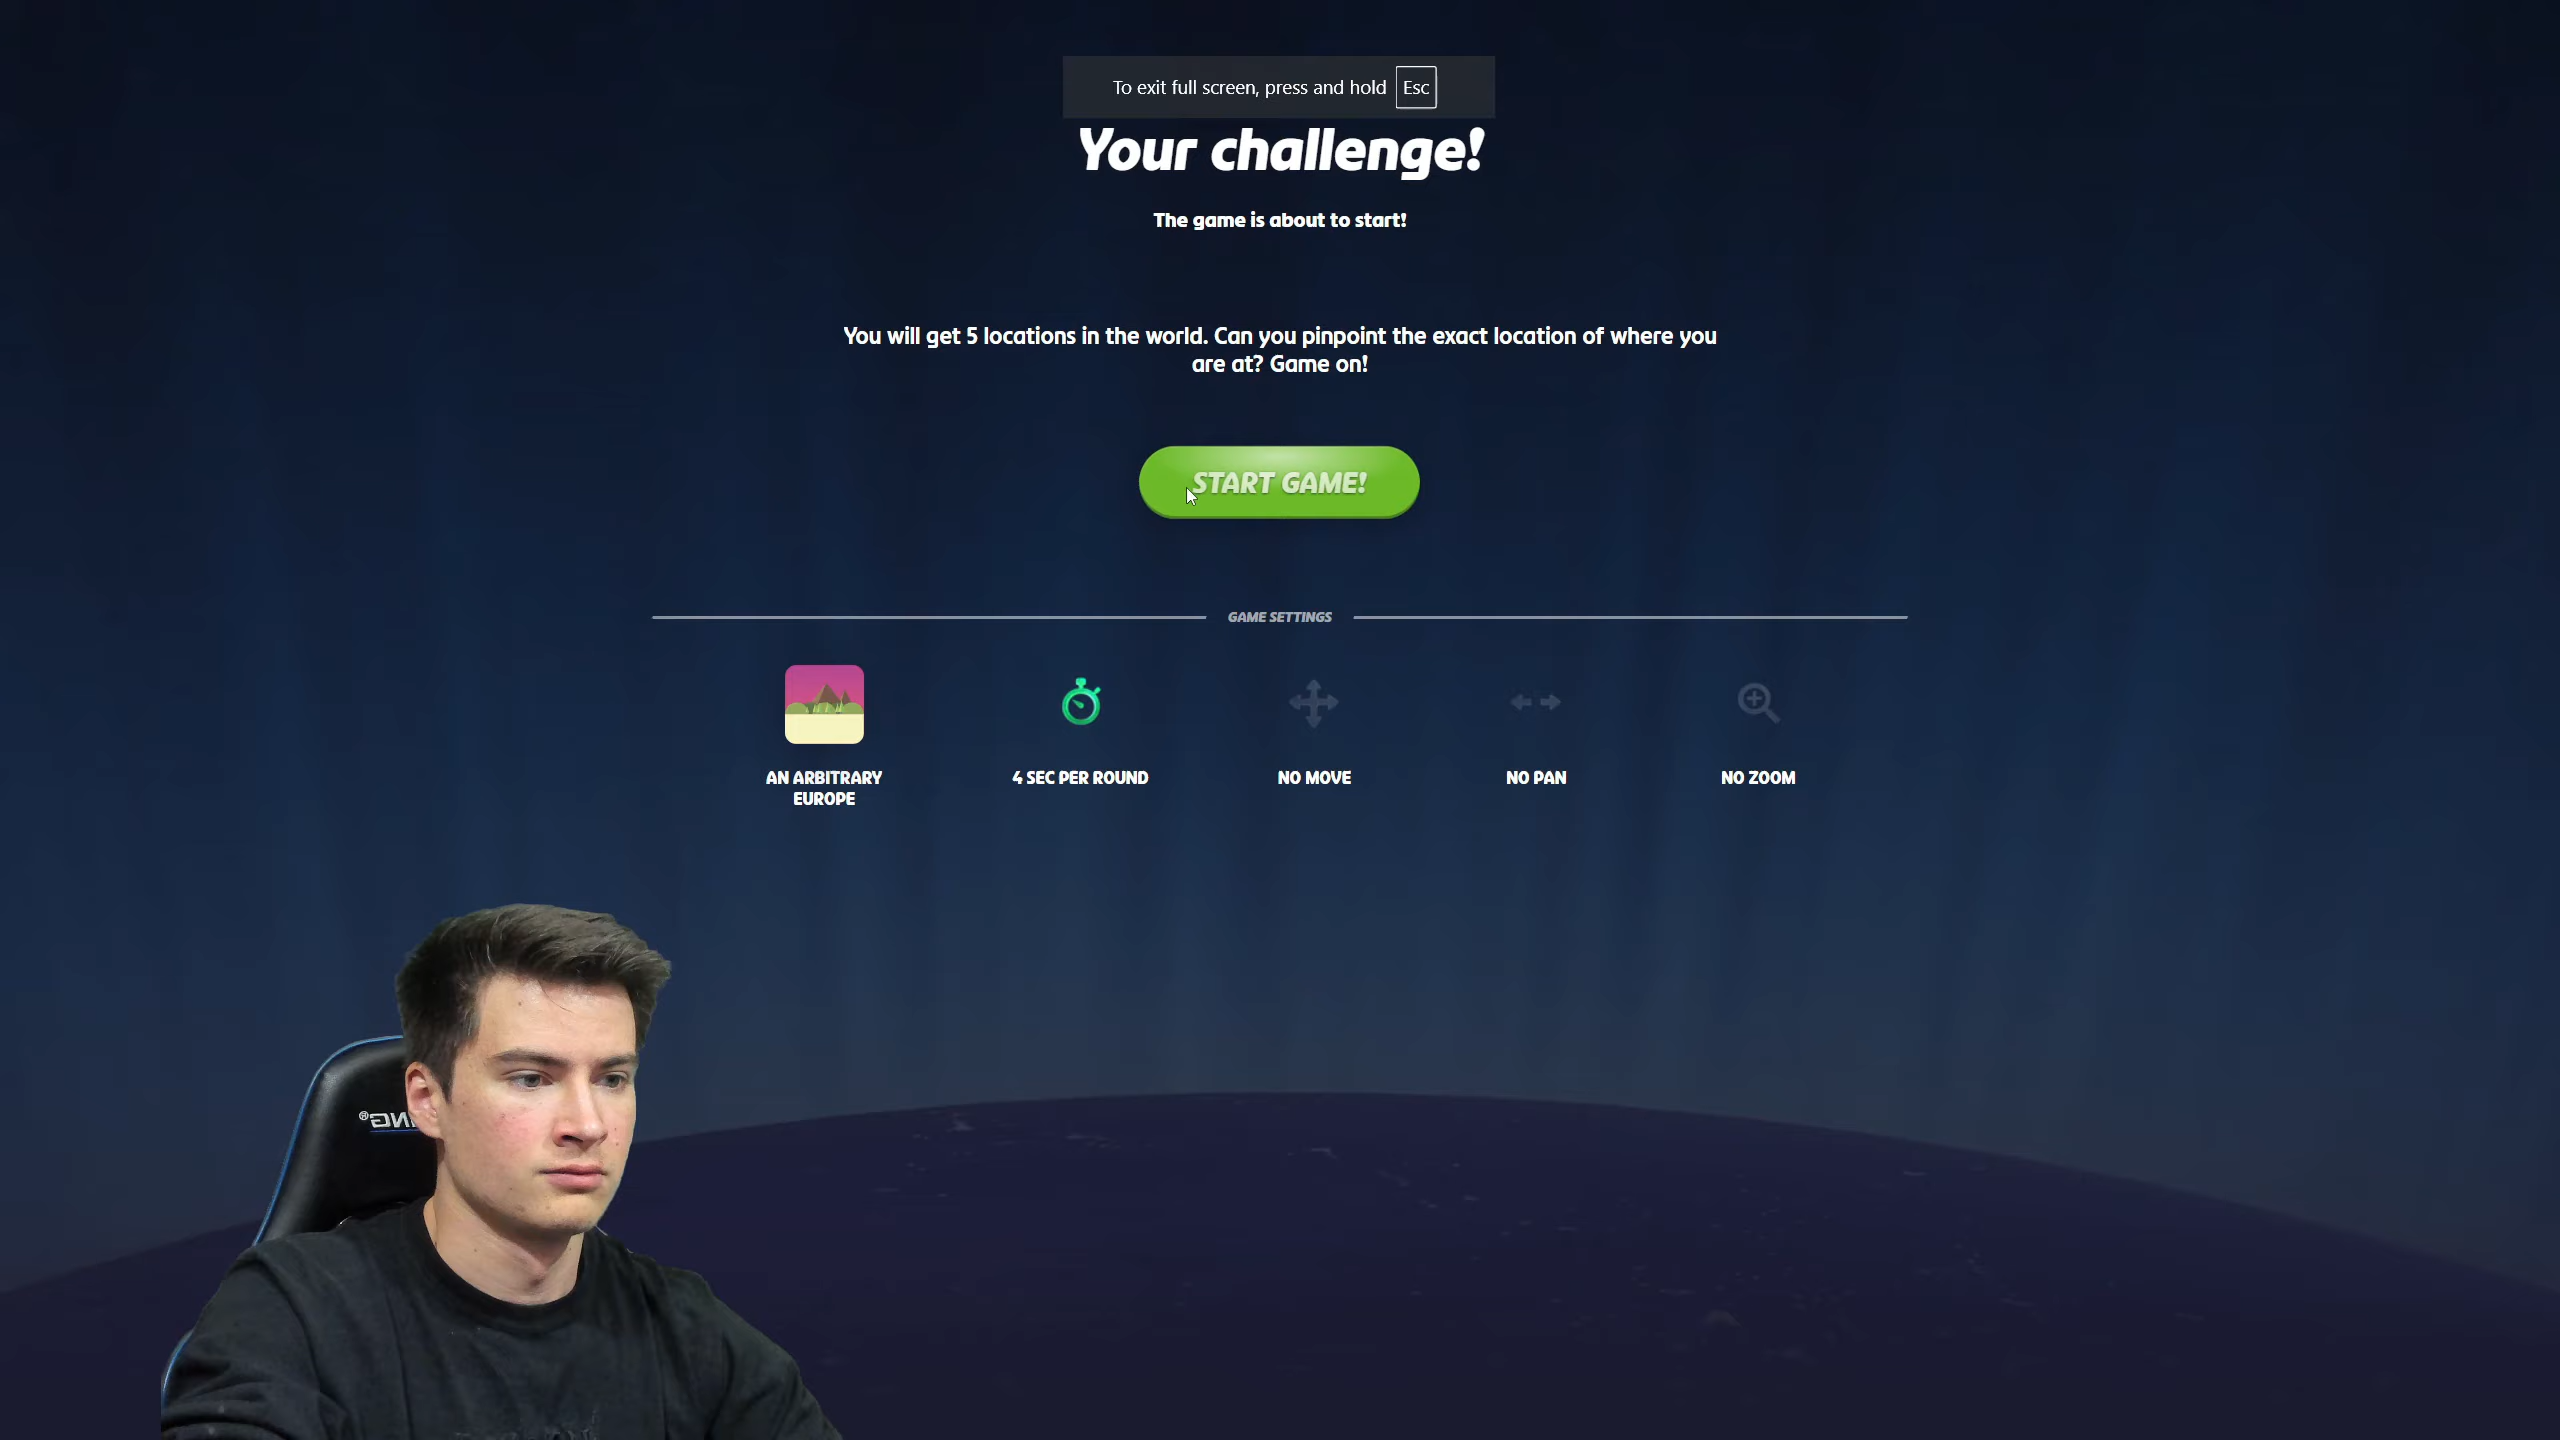 To exit full screen, press and hold Esc
Your challenge!
The game is about to start!
You will get 5 locations in the world. Can you pinpoint the exact location of where you
are at? Game on!
START GAME!
GAME SETTINGS
AN ARBITRARY
EUROPE
4 SEC PER ROUND
NO MOVE
NO PAN
NO ZOOM